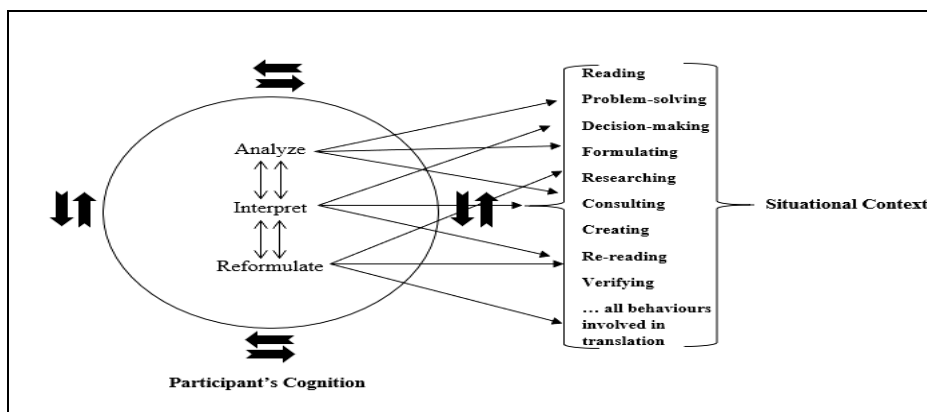 Analyze
Interpret
Reformulate
Participant's Cognition
Reading
Problem-solving
Decision-making
Formulating
Researching
Consulting
Creating
Re-reading
Verifying
... all behaviours
involved in
translation
Situational Context